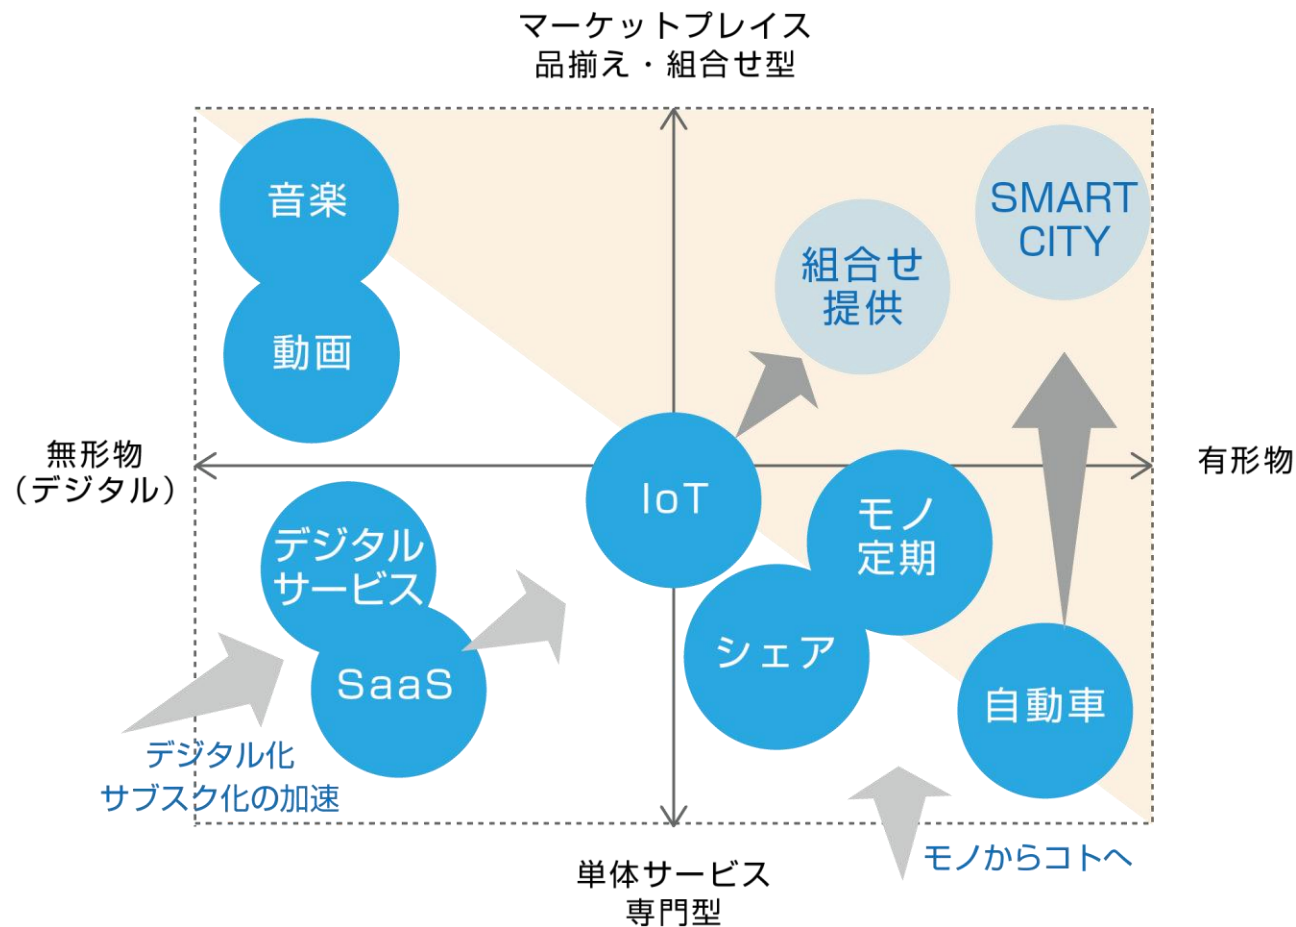 マーケットプレイス
品揃え・組合せ型
音楽
SMART
CITY
組合せ
提供
動画
無形物
（デジタル）
有形物
IoT
モノ
定期
デジタル
サービス
シェア
SaaS
自動車
デジタル化
サブスク化の加速
モノからコトへ
単体サービス
専門型